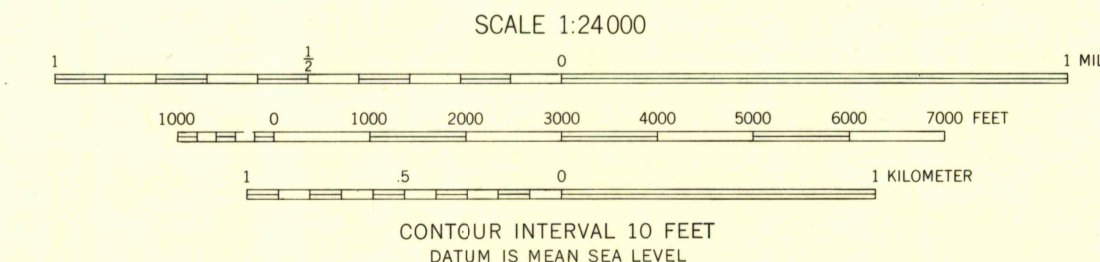 SCALE 1:24000
1 ½ 0 1 MIL
1000 0 1000 2000 3000 4000 5000 6000 7000 FEET
1 .5 0 1 KILOMETER
CONTOUR INTERVAL 10 FEET
DATUM IS MEAN SEA LEVEL